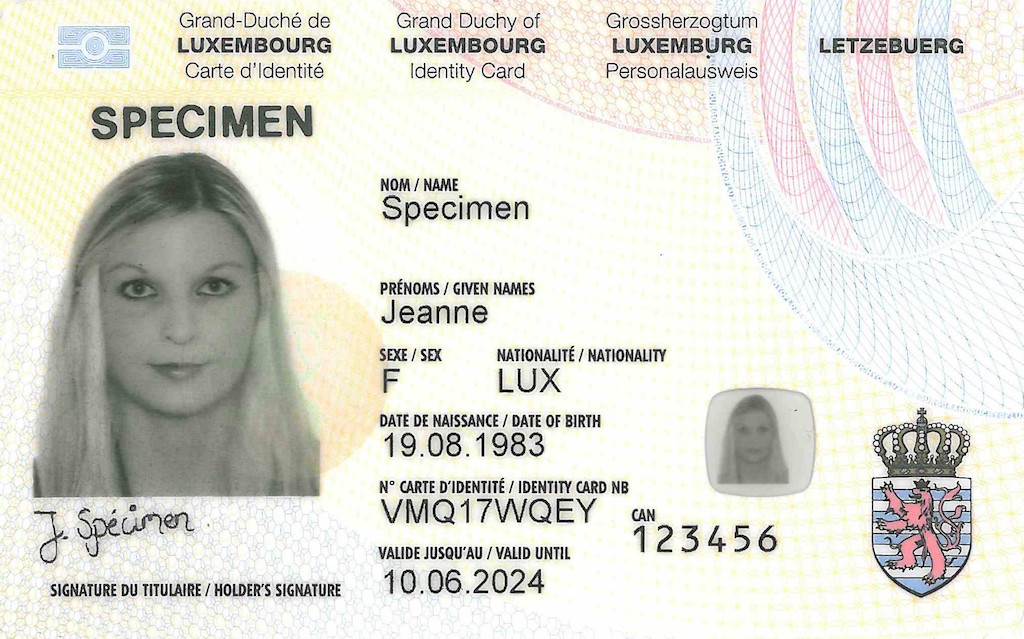 Grand-Duché de
LUXEMBOURG
Carte d'Identité
Grand Duchy of
LUXEMBOURG
Identity Card
Grossherzogtum
LUXEMBURG
Personalausweis
LETZEBUERG
SPECIMEN
NOM / NAME
Specimen
PRÉNOMS / GIVEN NAMES
Jeanne
SEXE / SEX
F
NATIONALITÉ / NATIONALITY
LUX
DATE DE NAISSANCE / DATE OF BIRTH
19.08.1983
N° CARTE D'IDENTITÉ / IDENTITY CARD NB
VMQ17WQEY
CAN
123456
VALIDE JUSQU'AU / VALID UNTIL
10.06.2024
J. Spécimen
SIGNATURE DU TITULAIRE / HOLDER'S SIGNATURE